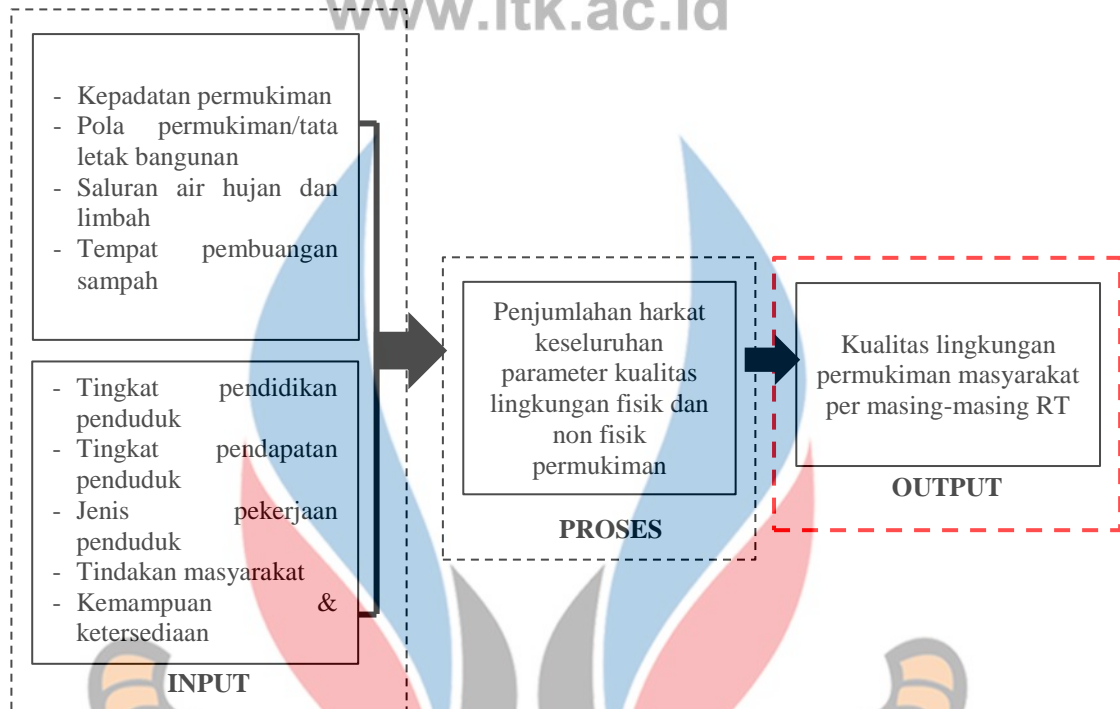 www.itk.ac.id
- Kepadatan permukiman
- Pola permukiman/tata
letak bangunan
- Saluran air hujan dan
limbah
- Tempat pembuangan
sampah
- Tingkat pendidikan
penduduk
- Tingkat pendapatan
penduduk
- Jenis pekerjaan
penduduk
- Tindakan masyarakat
- Kemampuan &
ketersediaan
INPUT
Penjumlahan harkat
keseluruhan
parameter kualitas
lingkungan fisik dan
non fisik
permukiman
PROSES
Kualitas lingkungan
permukiman masyarakat
per masing-masing RT
OUTPUT